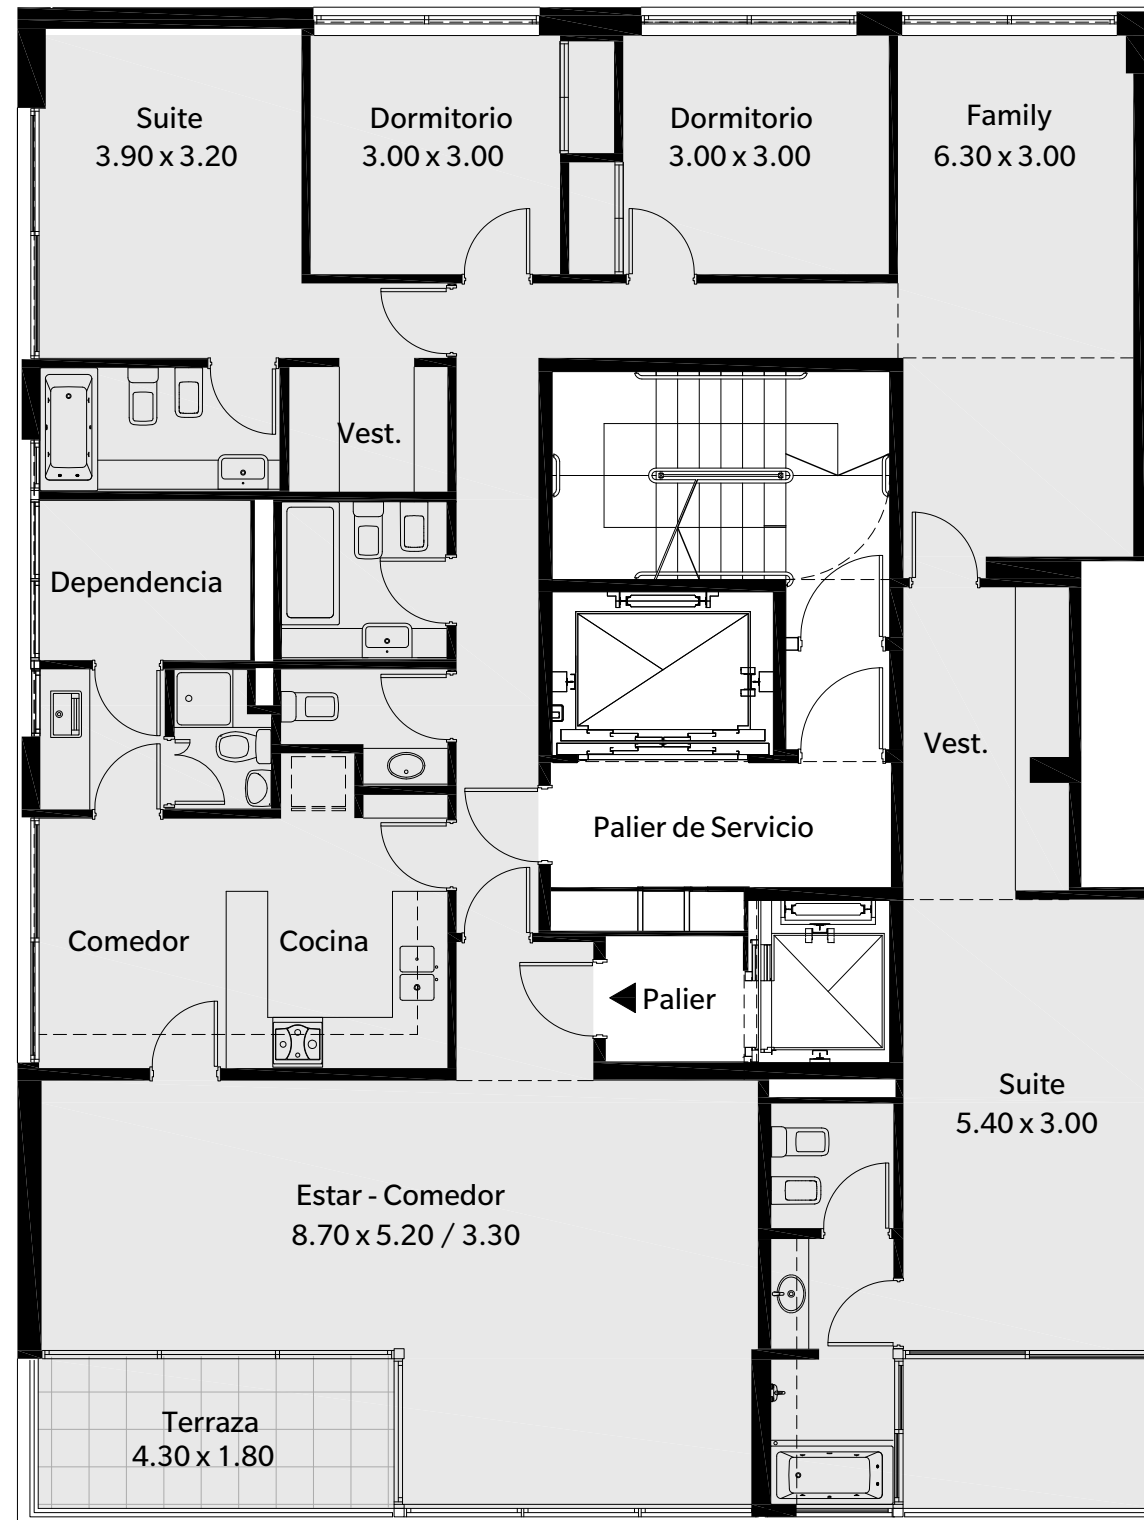 Suite
3.90 x 3.20
Dormitorio
3.00 x 3.00
Dormitorio
3.00 x 3.00
Family
6.30 x 3.00
Vest.
Dependencia
Vest.
Palier de Servicio
Comedor
Cocina
Palier
Suite
5.40 x 3.00
Estar - Comedor
8.70 x 5.20 / 3.30
Terraza
4.30 x 1.80